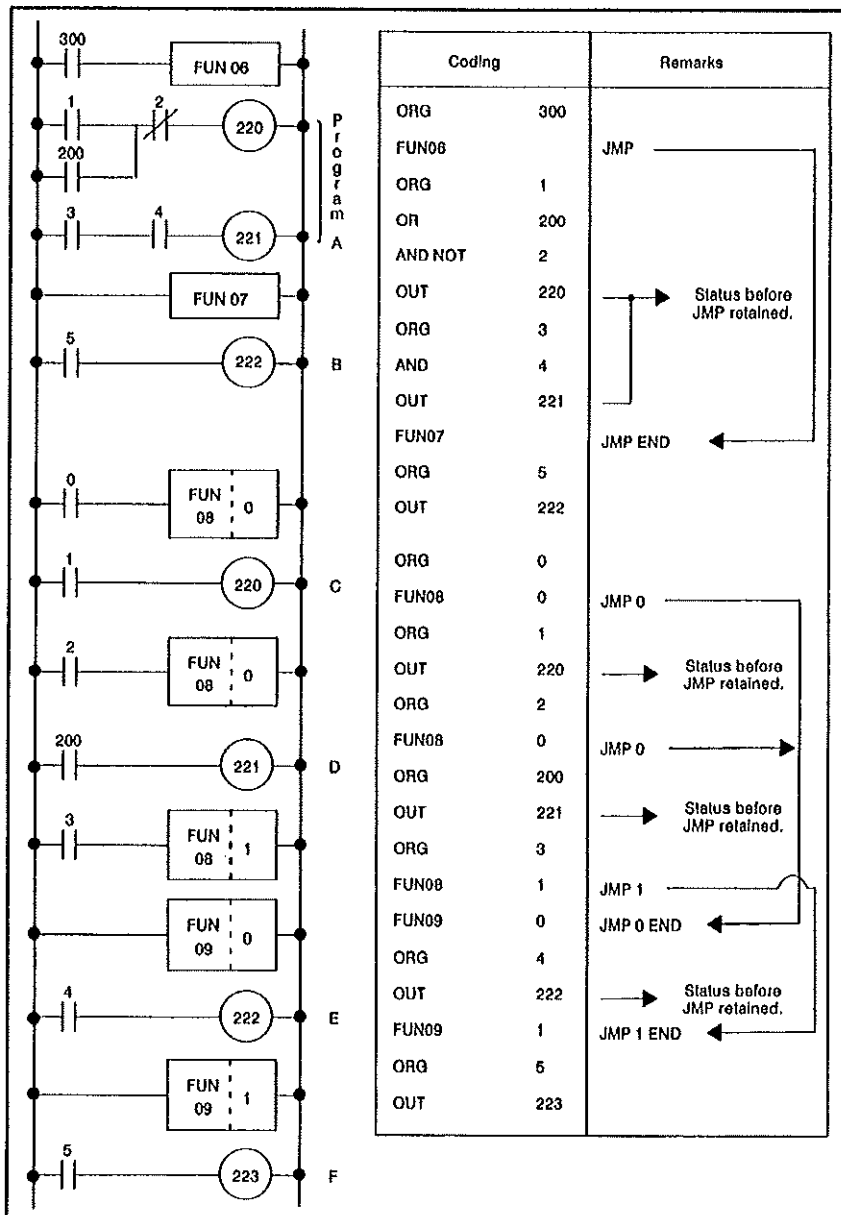 300
FUN 06
1
2
220
200
3
4
221
Program
A
FUN 07
5
222
B
0
FUN 08
0
1
220
C
2
FUN 08
0
200
221
D
3
FUN 08
1
FUN 09
0
4
222
E
FUN 09
1
5
223
F
Coding Remarks
ORG 300
FUN06 JMP
ORG 1
OR 200
AND NOT 2
OUT 220 Status before
JMP retained.
ORG 3
AND 4
OUT 221
FUN07 JMP END
ORG 5
OUT 222
ORG 0
FUN08 0 JMP 0
ORG 1
OUT 220 Status before
JMP retained.
ORG 2
FUN08 0 JMP 0
ORG 200
OUT 221 Status before
JMP retained.
ORG 3
FUN08 1 JMP 1
FUN09 0 JMP 0 END
ORG 4
OUT 222 Status before
JMP retained.
FUN09 1 JMP 1 END
ORG 5
OUT 223